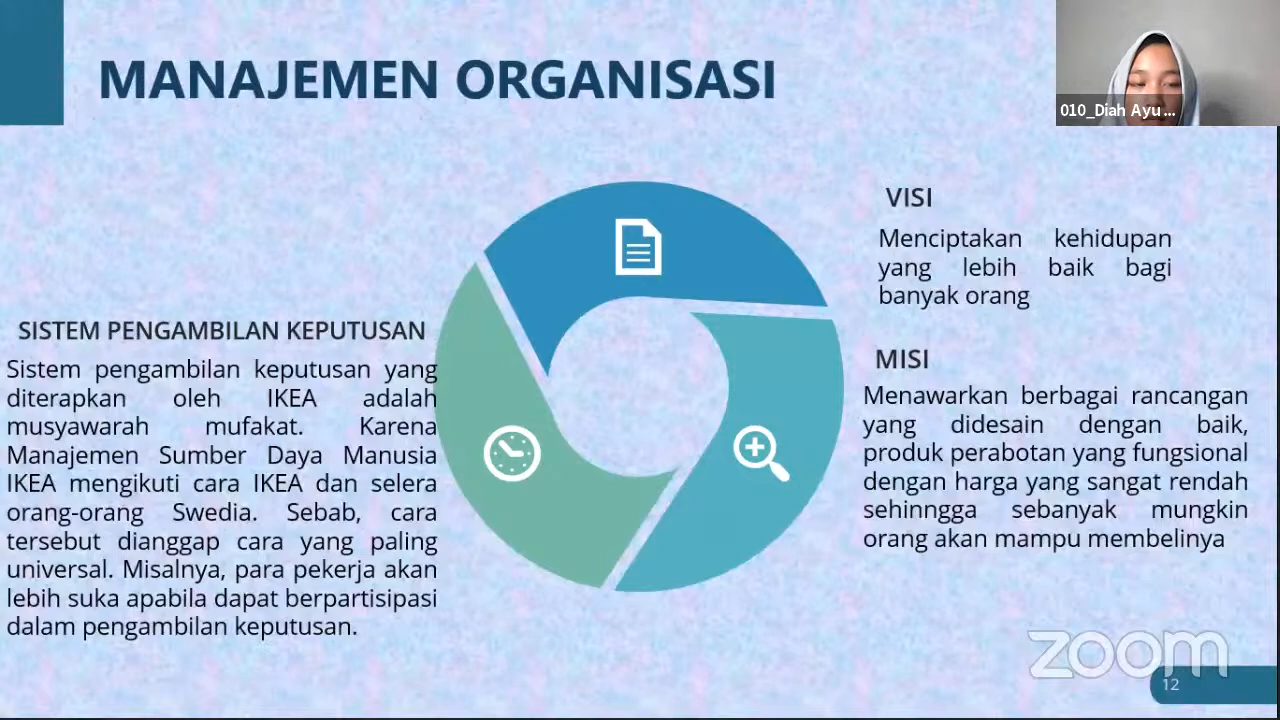 MANAJEMEN ORGANISASI
010_Diah Ayu...
VISI
Menciptakan kehidupan
yang lebih baik bagi
banyak orang
SISTEM PENGAMBILAN KEPUTUSAN
Sistem pengambilan keputusan yang
diterapkan oleh IKEA adalah
musyawarah mufakat. Karena
Manajemen Sumber Daya Manusia
IKEA mengikuti cara IKEA dan selera
orang-orang Swedia. Sebab, cara
tersebut dianggap cara yang paling
universal. Misalnya, para pekerja akan
lebih suka apabila dapat berpartisipasi
dalam pengambilan keputusan.
MISI
Menawarkan berbagai rancangan
yang didesain dengan baik,
produk perabotan yang fungsional
dengan harga yang sangat rendah
sehinngga sebanyak mungkin
orang akan mampu membelinya
zoom
12